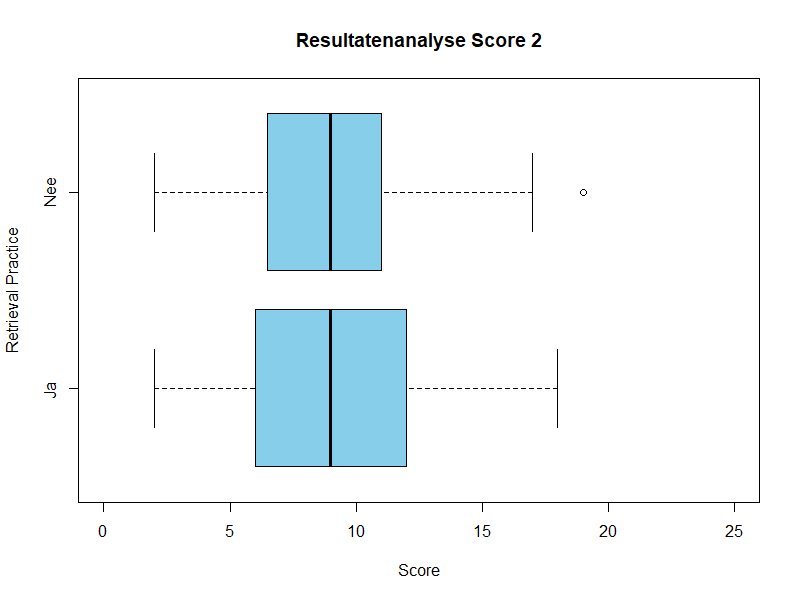 Resultatenanalyse Score 2
Nee
Ja
Retrieval Practice
0 5 10 15 20 25
Score